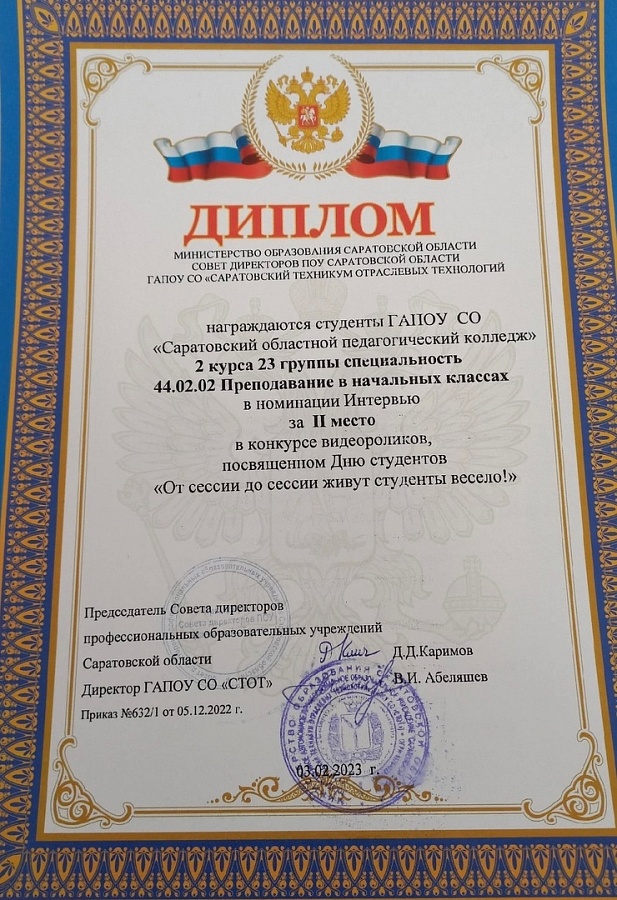 ДИПЛОМ
МИНИСТЕРСТВО ОБРАЗОВАНИЯ САРАТОВСКОЙ ОБЛАСТИ
СОВЕТ ДИРЕКТОРОВ ПОУ САРАТОВСКОЙ ОБЛАСТИ
ГАПОУ СО «САРАТОВСКИЙ ТЕХНИКУМ ОТРАСЛЕВЫХ ТЕХНОЛОГИЙ
награждаются студенты ГАПОУ СО
«Саратовский областной педагогический колледж»
2 курса 23 группы специальность
44.02.02 Преподавание в начальных классах
в номинации Интервью
за II место
в конкурсе видеороликов,
посвященном Дню студентов
«От сессии до сессии живут студенты весело!»
Председатель Совета директоров
профессиональных образовательных учреждений
Саратовской области Д.Д.Каримов
Директор ГАПОУ СО «СТОТ» В.И. Абеляшев
Приказ №632/1 от 05.12.2022 г.
Совета директоров ПОУ
03.02.2023 г.